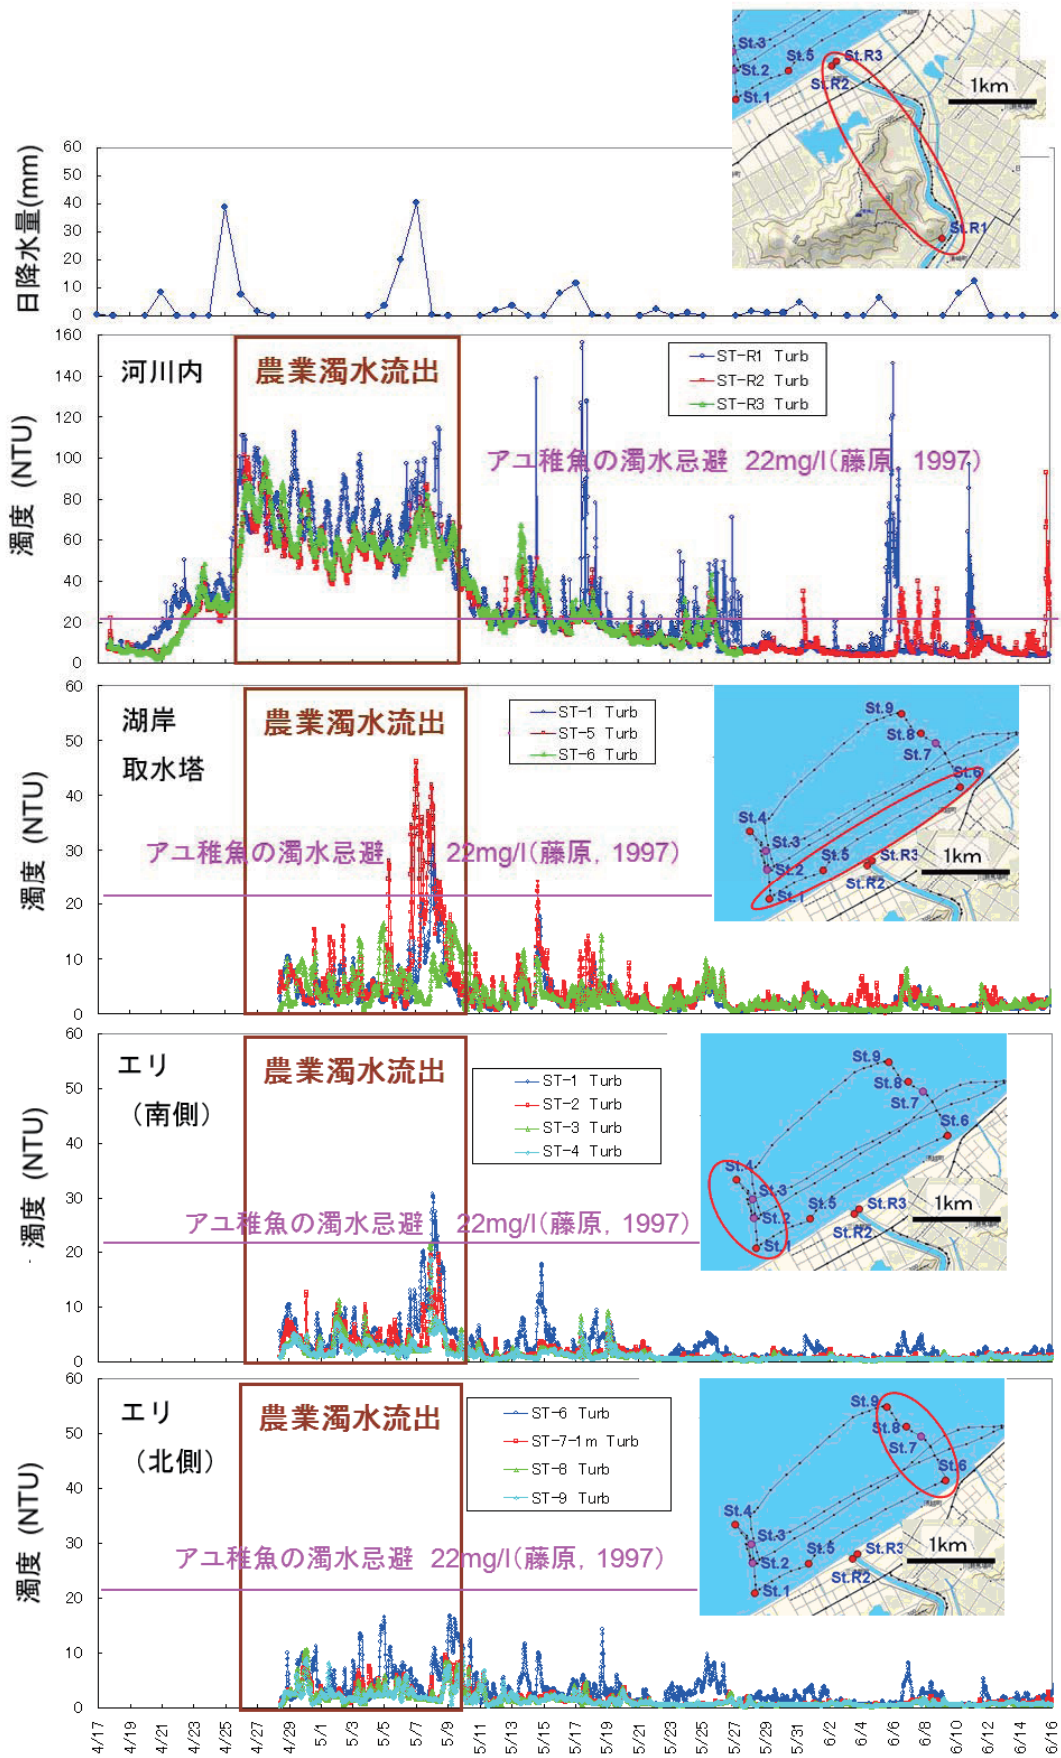 St.3
St.2
St.1
St.5
St.R3
St.R2
St.R1
1km
日降水量(mm)
60
50
40
30
20
10
0
濁度 (NTU)
160
140
120
100
80
60
40
20
0
河川内
農業濁水流出
ST-R1 Turb
ST-R2 Turb
ST-R3 Turb
アユ稚魚の濁水忌避 22mg/l(藤原, 1997)
濁度 (NTU)
60
50
40
30
20
10
0
湖岸
取水塔
農業濁水流出
ST-1 Turb
ST-5 Turb
ST-6 Turb
アユ稚魚の濁水忌避 22mg/l(藤原, 1997)
St.9
St.8
St.7
St.6
St.4
St.3
St.2
St.1
St.5
St.R3
St.R2
1km
濁度 (NTU)
60
50
40
30
20
10
0
エリ
(南側)
農業濁水流出
ST-1 Turb
ST-2 Turb
ST-3 Turb
ST-4 Turb
アユ稚魚の濁水忌避 22mg/l(藤原, 1997)
St.9
St.8
St.7
St.6
St.4
St.3
St.2
St.1
St.5
St.R3
St.R2
1km
濁度 (NTU)
60
50
40
30
20
10
0
エリ
(北側)
農業濁水流出
ST-6 Turb
ST-7-1m Turb
ST-8 Turb
ST-9 Turb
アユ稚魚の濁水忌避 22mg/l(藤原, 1997)
St.9
St.8
St.7
St.6
St.4
St.3
St.2
St.1
St.5
St.R3
St.R2
1km
4/17
4/19
4/21
4/23
4/25
4/27
4/29
5/1
5/3
5/5
5/7
5/9
5/11
5/13
5/15
5/17
5/19
5/21
5/23
5/25
5/27
5/29
5/31
6/2
6/4
6/6
6/8
6/10
6/12
6/14
6/16